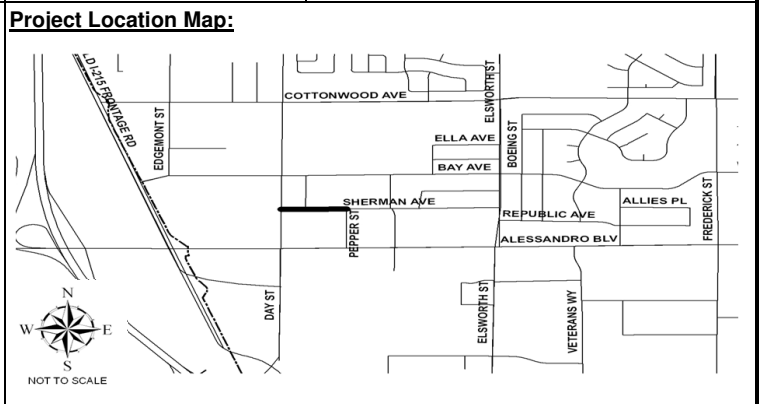 Project Location Map:
LD I-215 FRONTAGE RD
EDGEMONT ST
COTTONWOOD AVE
ELSWORTH ST
BOEING ST
ELLA AVE
BAY AVE
SHERMAN AVE
PEPPER ST
REPUBLIC AVE
ALLIES PL
FREDERICK ST
ALESSANDRO BLV
DAY ST
ELSWORTH ST
VETERANS WY
N
W E
S
NOT TO SCALE